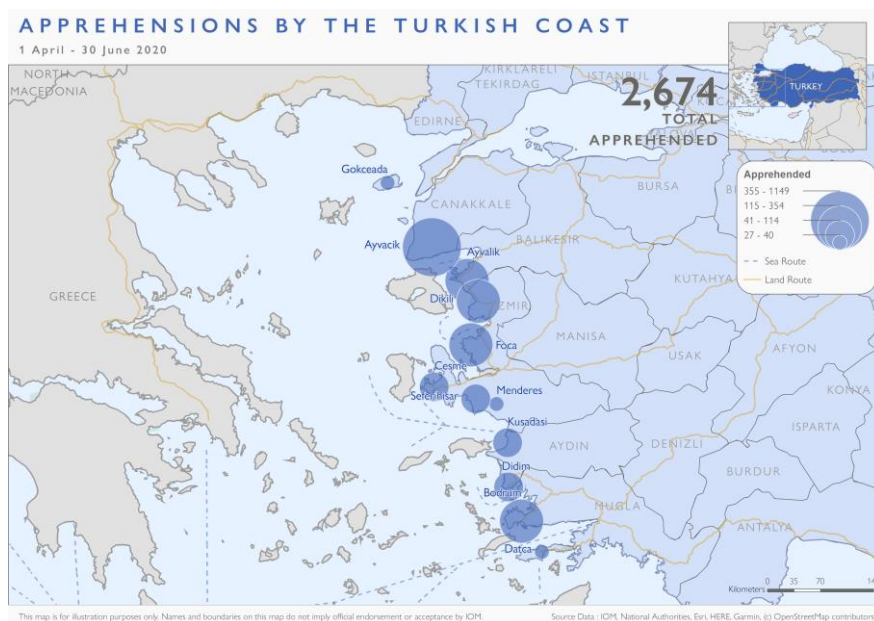 APPREHENSIONS BY THE TURKISH COAST
1 April - 30 June 2020
NORTH
MACEDONIA
KIRKLARELI
TEKIRDAG
ISTANBUL
EDIRNE
2,674
TOTAL
APPREHENDED
TURKEY
Gokceada
CANAKKALE
BURSA
Apprehended
355 - 1149
115 - 354
41 - 114
27 - 40
Sea Route
Land Route
Ayvacik
Ayvalik
BALIKESIR
KUTAHYA
GREECE
Dikili
IZMIR
MANISA
Foca
USAK
AFYON
Cesme
Seferihisar
Menderes
KONYA
Kusadasi
ISPARTA
AYDIN
DENIZLI
Didim
BURDUR
Bodrum
MUGLA
ANTALYA
Datca
Kilometers
0 35 70
This map is for illustration purposes only. Names and boundaries on this map do not imply official endorsement or acceptance by IOM.
Source Data : IOM, National Authorities, Esri, HERE, Garmin, (c) OpenStreetMap contributors